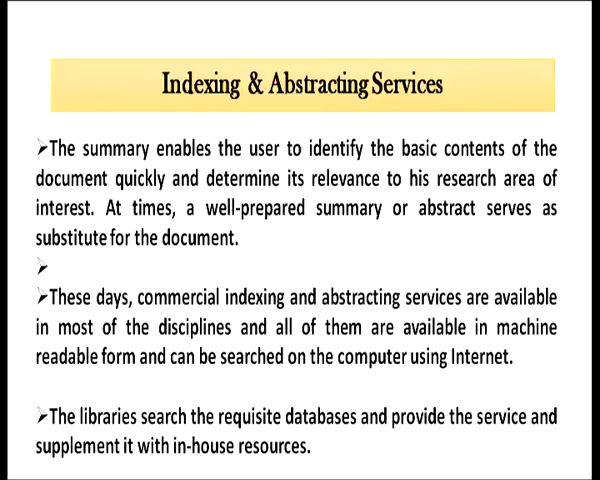 Indexing & Abstracting Services
➢The summary enables the user to identify the basic contents of the
document quickly and determine its relevance to his research area of
interest. At times, a well-prepared summary or abstract serves as
substitute for the document.
➢
➢These days, commercial indexing and abstracting services are available
in most of the disciplines and all of them are available in machine
readable form and can be searched on the computer using Internet.
➢The libraries search the requisite databases and provide the service and
supplement it with in-house resources.